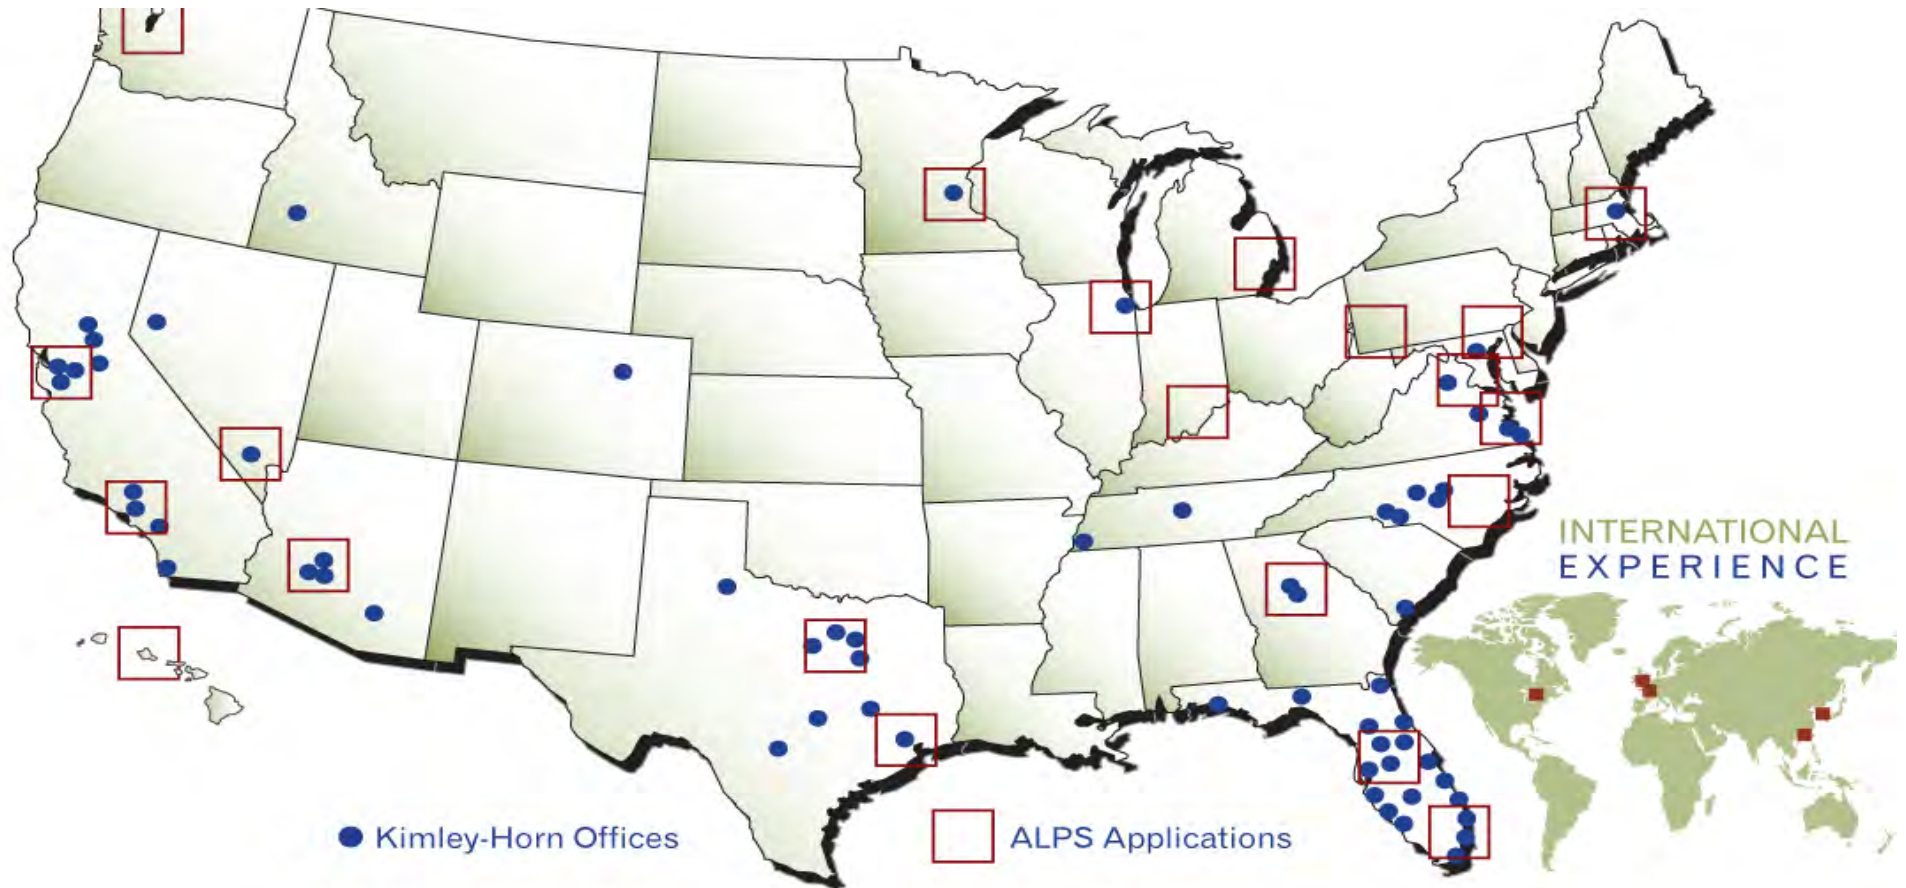 INTERNATIONAL
EXPERIENCE
Kimley-Horn Offices
ALPS Applications